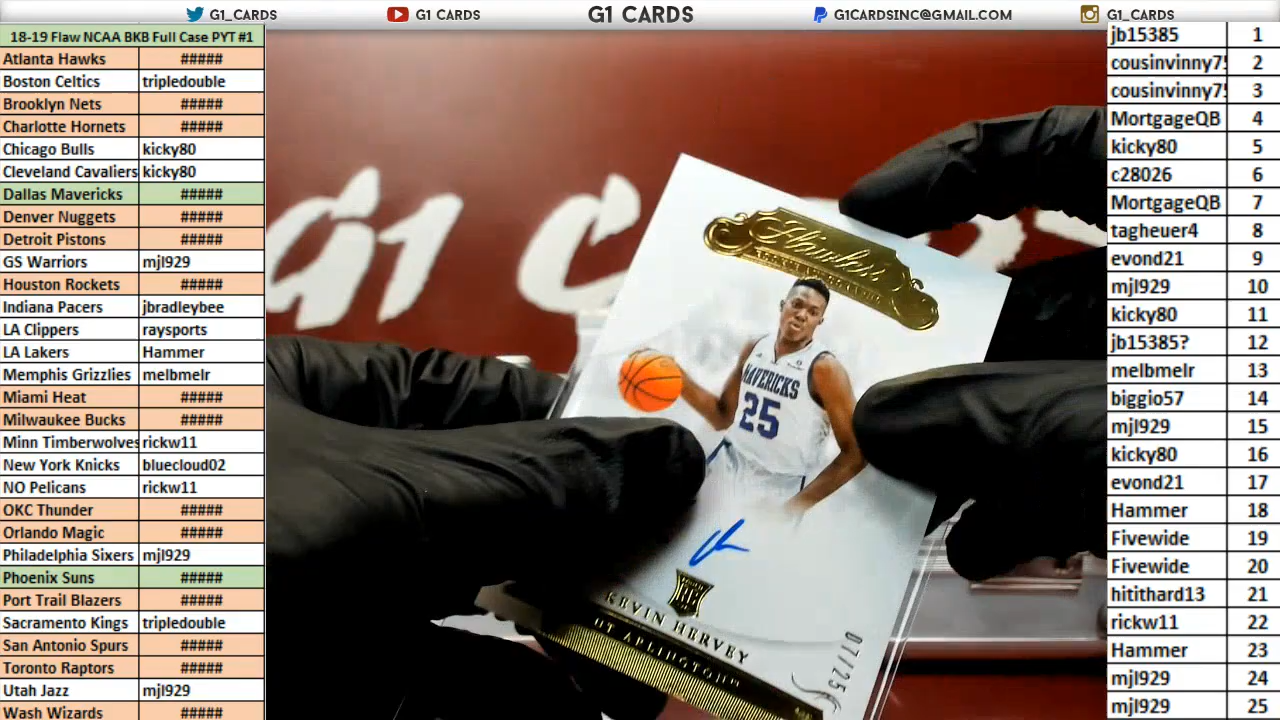 G1_CARDS G1 CARDS G1 CARDS G1CARDSINC@GMAIL.COM G1_CARDS
18-19 Flaw NCAA BKB Full Case PYT #1
Atlanta Hawks #####
Boston Celtics tripledouble
Brooklyn Nets #####
Charlotte Hornets #####
Chicago Bulls kicky80
Cleveland Cavaliers kicky80
Dallas Mavericks #####
Denver Nuggets #####
Detroit Pistons #####
GS Warriors mjl929
Houston Rockets #####
Indiana Pacers jbradleybee
LA Clippers raysports
LA Lakers Hammer
Memphis Grizzlies melbmelr
Miami Heat #####
Milwaukee Bucks #####
Minn Timberwolves rickw11
New York Knicks bluecloud02
NO Pelicans rickw11
OKC Thunder #####
Orlando Magic #####
Philadelphia Sixers mjl929
Phoenix Suns #####
Port Trail Blazers #####
Sacramento Kings tripledouble
San Antonio Spurs #####
Toronto Raptors #####
Utah Jazz mjl929
Wash Wizards #####
G1 C
Flawless
MAVERICKS
25
KEVIN HERVEY
UT ARLINGTON
07/25
jb15385 1
cousinvinny75 2
cousinvinny75 3
MortgageQB 4
kicky80 5
c28026 6
MortgageQB 7
tagheuer4 8
evond21 9
mjl929 10
kicky80 11
jb15385? 12
melbmelr 13
biggio57 14
mjl929 15
kicky80 16
evond21 17
Hammer 18
Fivewide 19
Fivewide 20
hitithard13 21
rickw11 22
Hammer 23
mjl929 24
mjl929 25